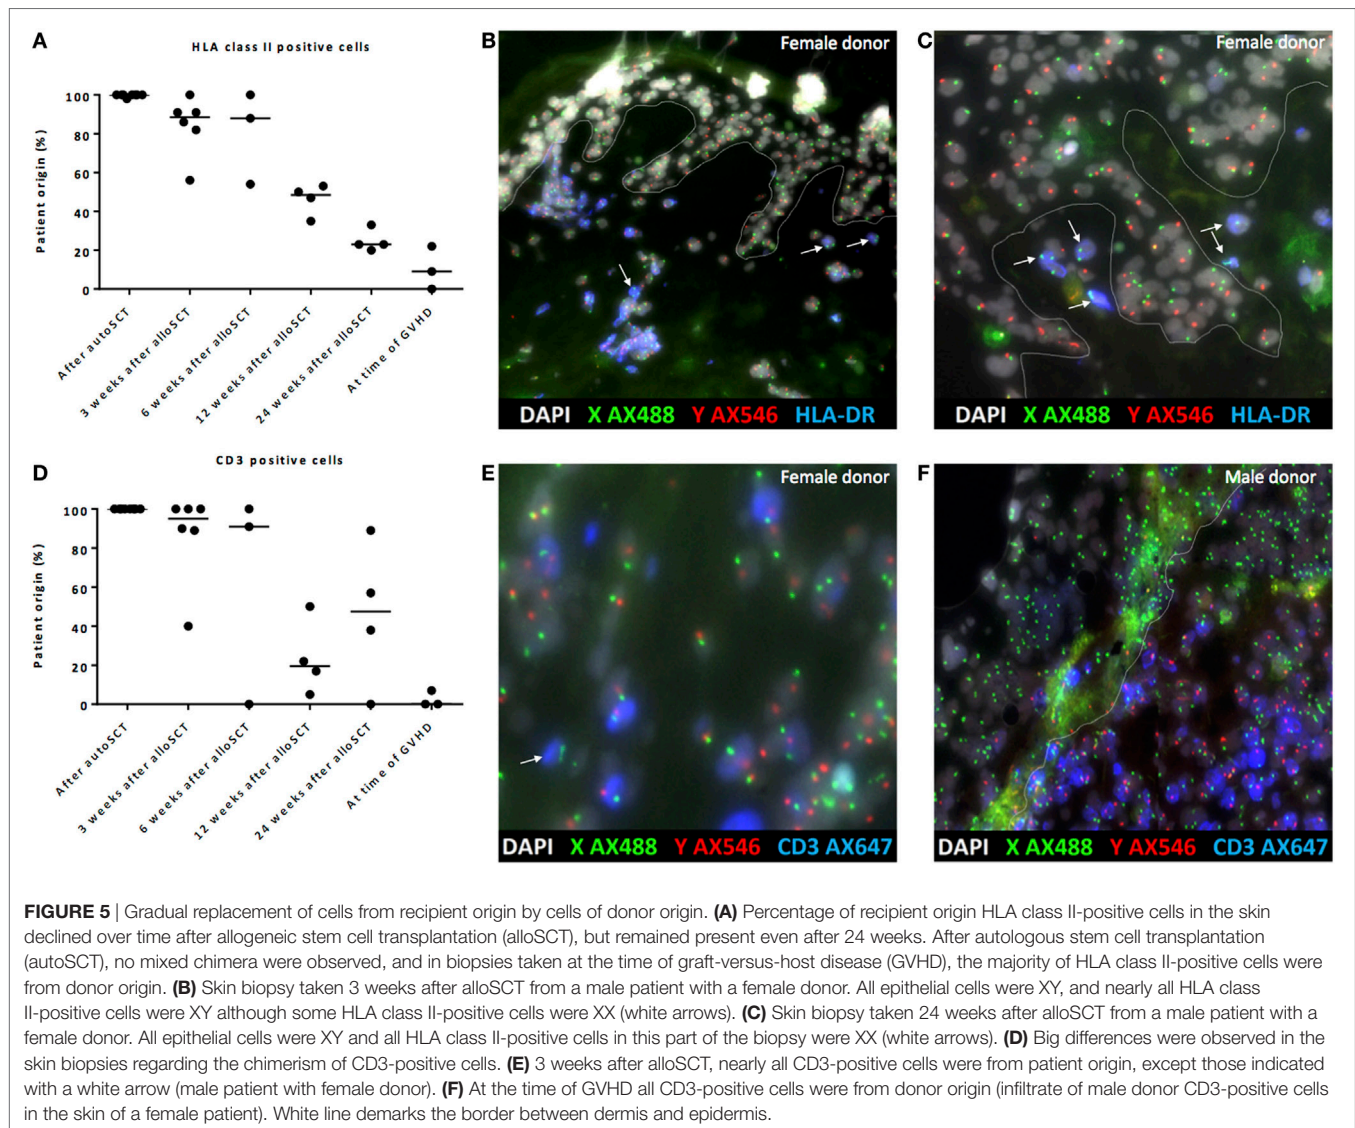 A
HLA class II positive cells
Patient origin (%)
100
80
60
40
20
0
After autoSCT
3 weeks after alloSCT
6 weeks after alloSCT
12 weeks after alloSCT
24 weeks after alloSCT
At time of GVHD
B
Female donor
DAPI X AX488 Y AX546 HLA-DR
C
Female donor
DAPI X AX488 Y AX546 HLA-DR
D
CD3 positive cells
Patient origin (%)
100
80
60
40
20
0
After autoSCT
3 weeks after alloSCT
6 weeks after alloSCT
12 weeks after alloSCT
24 weeks after alloSCT
At time of GVHD
E
Female donor
DAPI X AX488 Y AX546 CD3 AX647
F
Male donor
DAPI X AX488 Y AX546 CD3 AX647
FIGURE 5 | Gradual replacement of cells from recipient origin by cells of donor origin. (A) Percentage of recipient origin HLA class II-positive cells in the skin
declined over time after allogeneic stem cell transplantation (alloSCT), but remained present even after 24 weeks. After autologous stem cell transplantation
(autoSCT), no mixed chimera were observed, and in biopsies taken at the time of graft-versus-host disease (GVHD), the majority of HLA class II-positive cells were
from donor origin. (B) Skin biopsy taken 3 weeks after alloSCT from a male patient with a female donor. All epithelial cells were XY, and nearly all HLA class
II-positive cells were XY although some HLA class II-positive cells were XX (white arrows). (C) Skin biopsy taken 24 weeks after alloSCT from a male patient with a
female donor. All epithelial cells were XY and all HLA class II-positive cells in this part of the biopsy were XX (white arrows). (D) Big differences were observed in the
skin biopsies regarding the chimerism of CD3-positive cells. (E) 3 weeks after alloSCT, nearly all CD3-positive cells were from patient origin, except those indicated
with a white arrow (male patient with female donor). (F) At the time of GVHD all CD3-positive cells were from donor origin (infiltrate of male donor CD3-positive cells
in the skin of a female patient). White line demarks the border between dermis and epidermis.